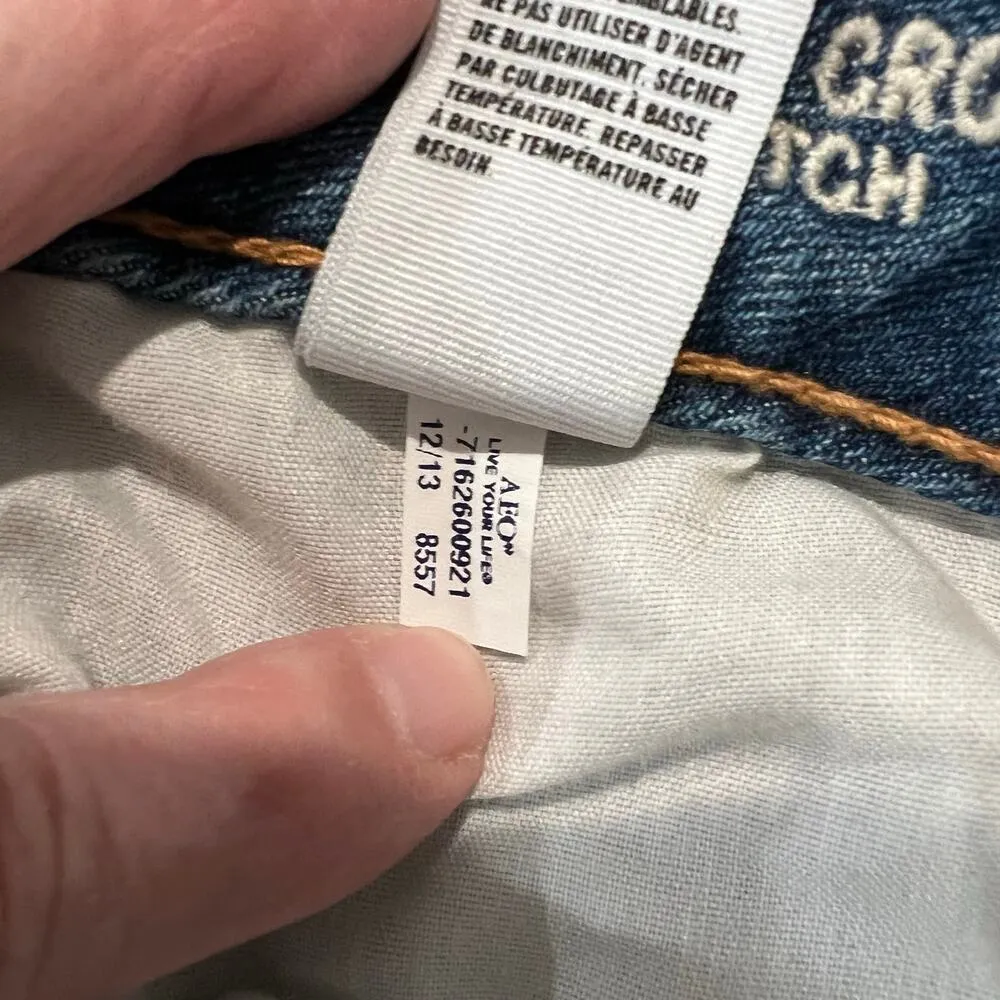 NE PAS UTILISER D'AGENT
DE BLANCHIMENT. SÉCHER
PAR CULBUTAGE À BASSE
TEMPÉRATURE. REPASSER
À BASSE TEMPÉRATURE AU
BESOIN.
AEO
LIVE YOUR LIFE®
-7162600921
12/13 8557